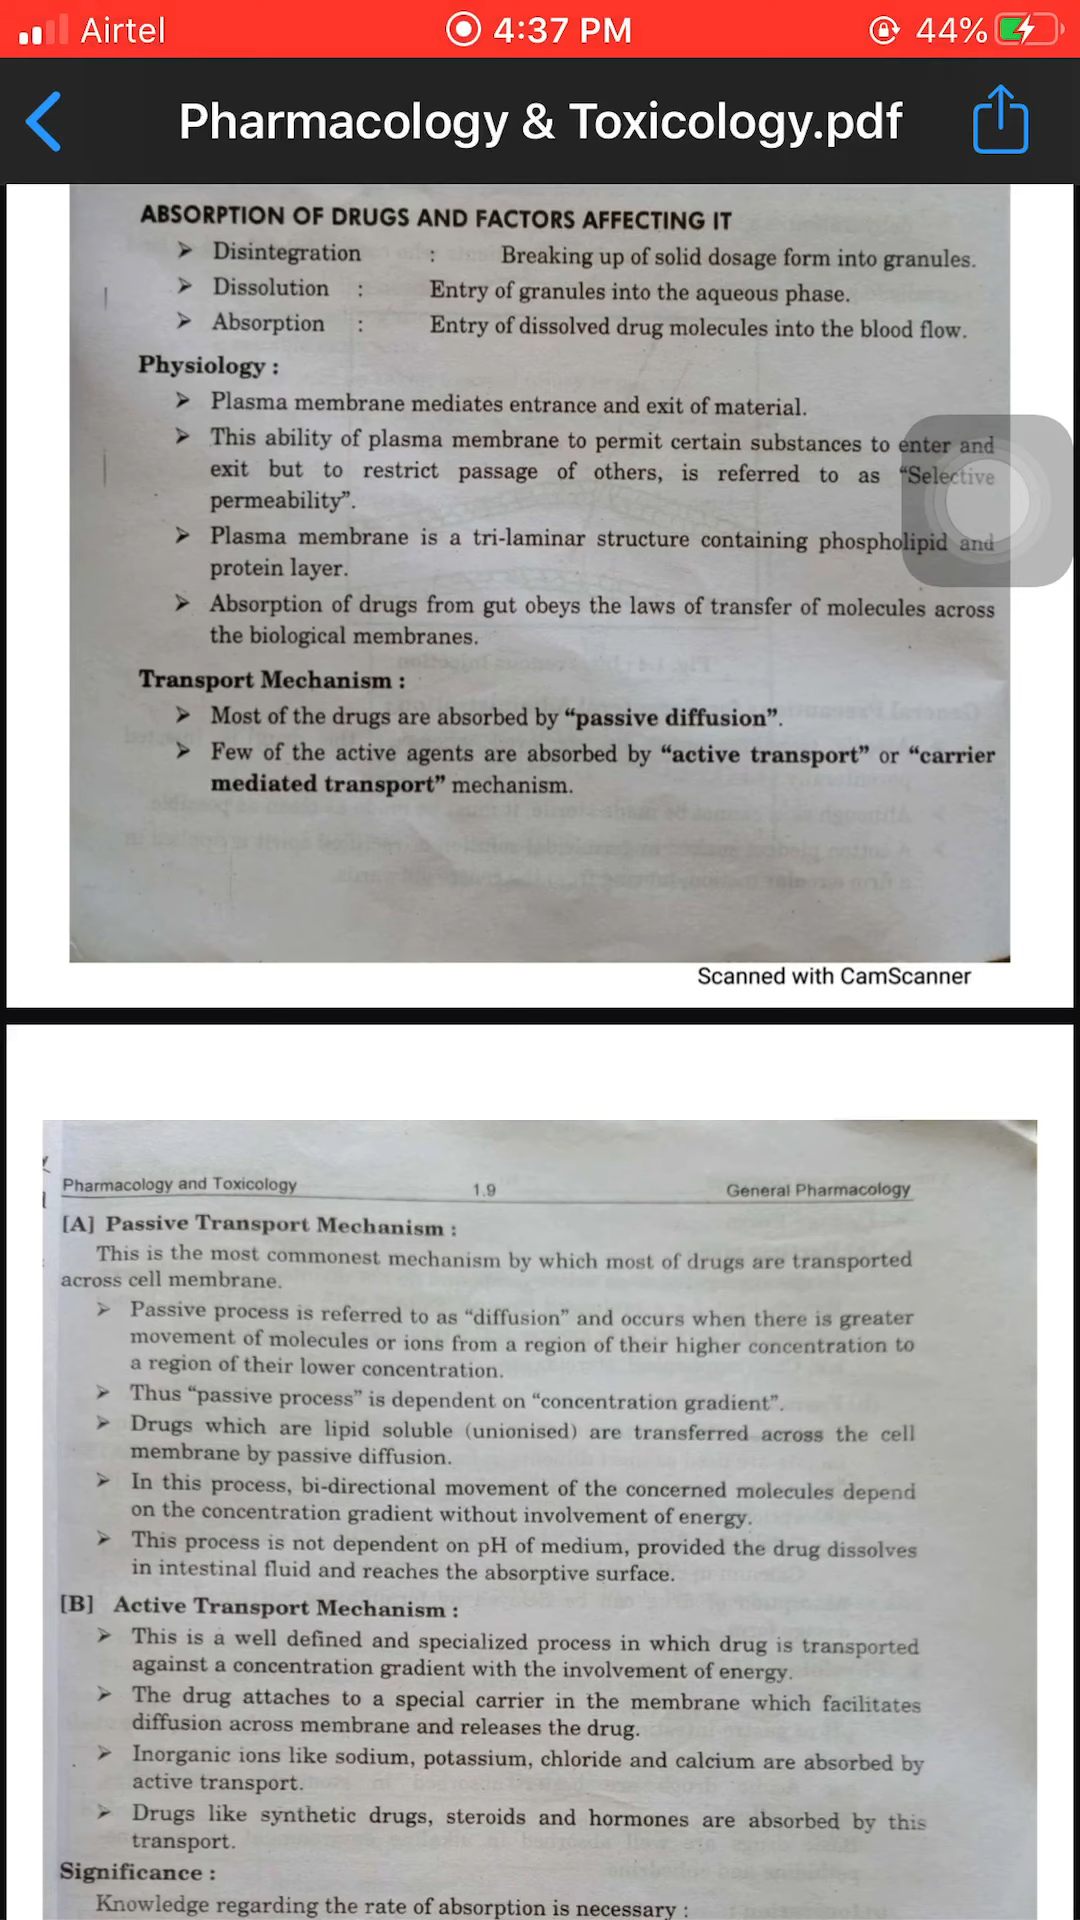 Airtel
4:37 PM
44%
Pharmacology & Toxicology.pdf
ABSORPTION OF DRUGS AND FACTORS AFFECTING IT
➤ Disintegration : Breaking up of solid dosage form into granules.
➤ Dissolution : Entry of granules into the aqueous phase.
➤ Absorption : Entry of dissolved drug molecules into the blood flow.
Physiology :
➤ Plasma membrane mediates entrance and exit of material.
➤ This ability of plasma membrane to permit certain substances to enter and
exit but to restrict passage of others, is referred to as “Selective
permeability”.
➤ Plasma membrane is a tri-laminar structure containing phospholipid and
protein layer.
➤ Absorption of drugs from gut obeys the laws of transfer of molecules across
the biological membranes.
Transport Mechanism :
➤ Most of the drugs are absorbed by “passive diffusion”.
➤ Few of the active agents are absorbed by “active transport” or “carrier
mediated transport” mechanism.
Scanned with CamScanner
Pharmacology and Toxicology 1.9 General Pharmacology
[A] Passive Transport Mechanism :
This is the most commonest mechanism by which most of drugs are transported
across cell membrane.
➤ Passive process is referred to as “diffusion” and occurs when there is greater
movement of molecules or ions from a region of their higher concentration to
a region of their lower concentration.
➤ Thus “passive process” is dependent on “concentration gradient”.
➤ Drugs which are lipid soluble (unionised) are transferred across the cell
membrane by passive diffusion.
➤ In this process, bi-directional movement of the concerned molecules depend
on the concentration gradient without involvement of energy.
➤ This process is not dependent on pH of medium, provided the drug dissolves
in intestinal fluid and reaches the absorptive surface.
[B] Active Transport Mechanism :
➤ This is a well defined and specialized process in which drug is transported
against a concentration gradient with the involvement of energy.
➤ The drug attaches to a special carrier in the membrane which facilitates
diffusion across membrane and releases the drug.
➤ Inorganic ions like sodium, potassium, chloride and calcium are absorbed by
active transport.
➤ Drugs like synthetic drugs, steroids and hormones are absorbed by this
transport.
Significance :
Knowledge regarding the rate of absorption is necessary :